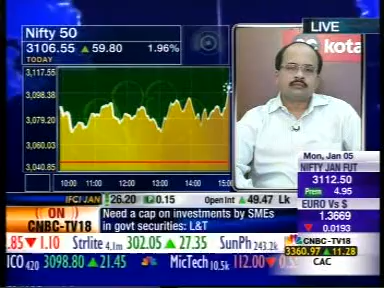 Nifty 50
3106.55 ▲ 59.80 1.96%
TODAY
LIVE
3,117.55
3,098.38
3,079.20
3,060.03
3,040.85
10:00 11:00 12:00 13:00 14:00 15:00
kota
Mon, Jan 05
NIFTY JAN FUT
3112.50
Prem 4.95
EURO Vs $
1.3669
▼ 0.0193
IFCI JAN ↑ 26.20 ↑ 0.15 Open Int ▲ 49.47 Lk
ON
CNBC-TV18
Need a cap on investments by SMEs
in govt securities: L&T
CNBC-TV18
3360.97 ▲ 11.28
CAC
.85 ▼ 1.10 Strlite 4.1m 302.05 ▲ 27.35 SunPh 243.2k
ICO 420 3098.80 ▲ 21.45 MicTech 10.5k 112.00 ▼